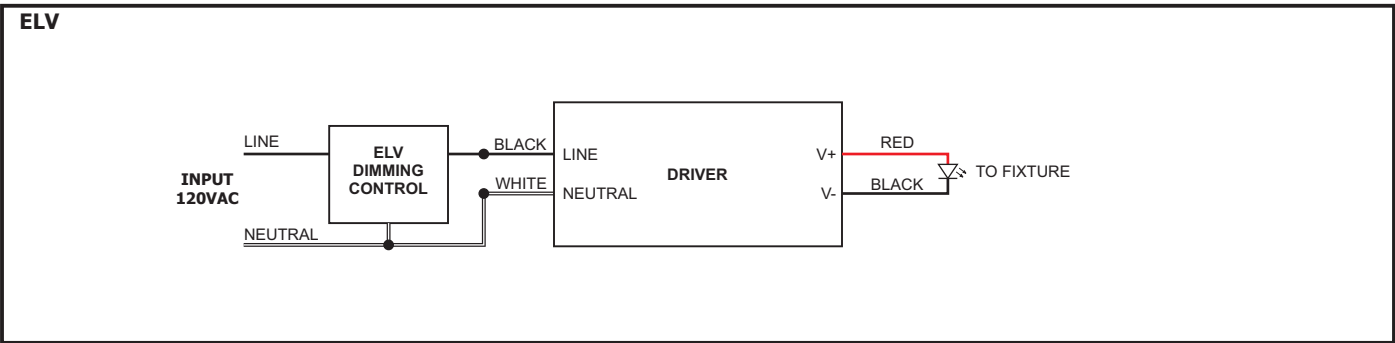 ELV
LINE
INPUT
120VAC
NEUTRAL
ELV
DIMMING
CONTROL
BLACK
WHITE
LINE
NEUTRAL
DRIVER
V+
V-
RED
BLACK
TO FIXTURE